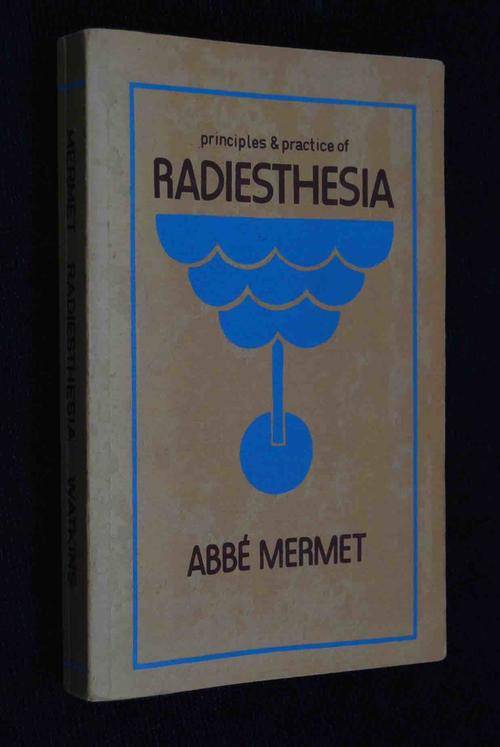 principles & practice of
RADIESTHESIA
ABBÉ MERMET
MERMET RADIESTHESIA WATKINS